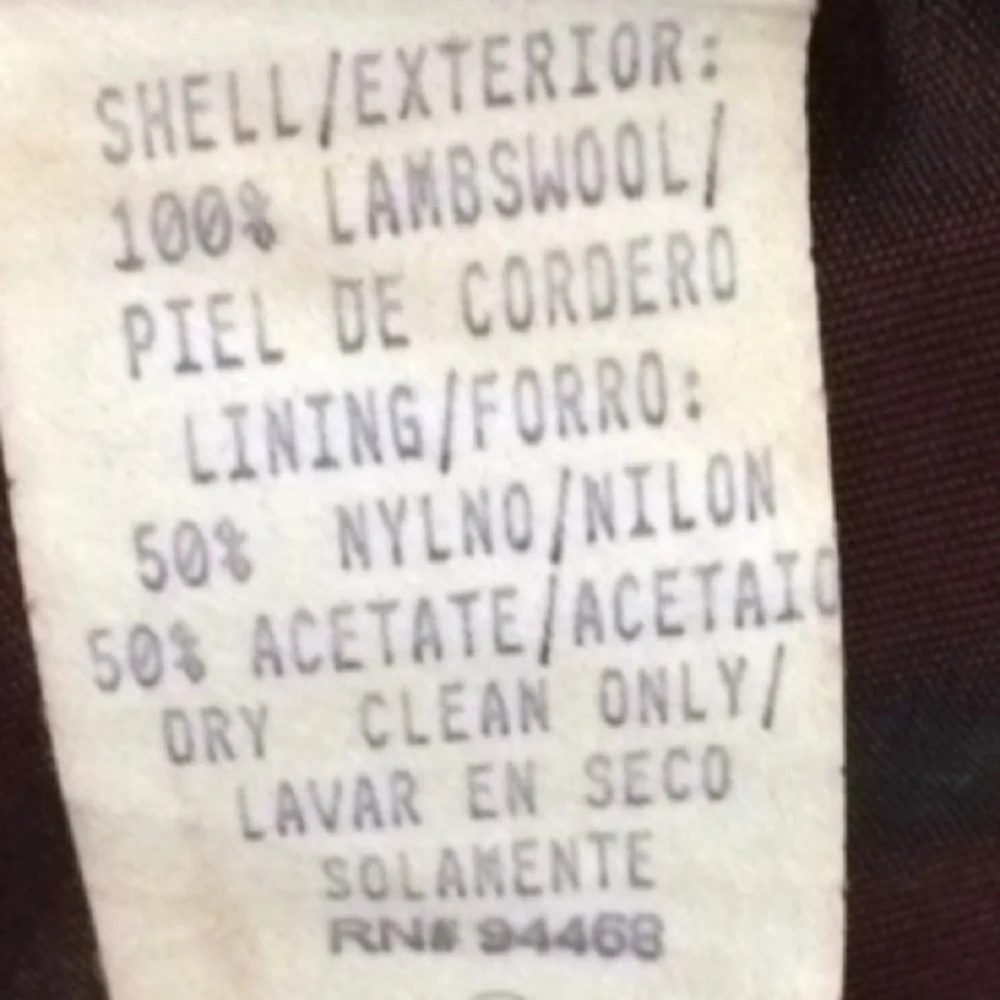 SHELL/EXTERIOR:
100% LAMBSWOOL/
PIEL DE CORDERO
LINING/FORRO:
50% NYLNO/NILON
50% ACETATE/ACETAIO
DRY CLEAN ONLY/
LAVAR EN SECO
SOLAMENTE
RN# 94468